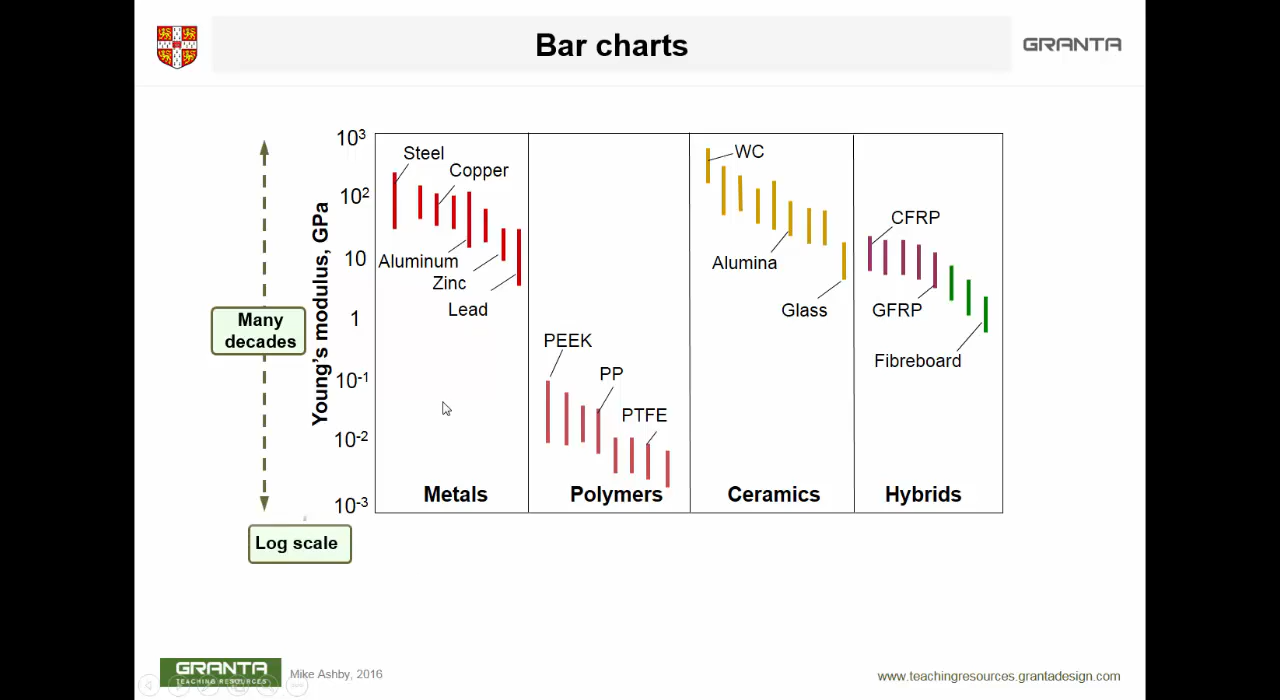 Bar charts
GRANTA
10³
Steel
WC
Copper
10²
CFRP
Aluminum
Alumina
10
Zinc
Lead
Glass
GFRP
Many
decades
Young's modulus, GPa
1
PEEK
Fibreboard
10⁻¹
PP
PTFE
10⁻²
Metals
Polymers
Ceramics
Hybrids
10⁻³
Log scale
GRANTA
TEACHING RESOURCES
Mike Ashby, 2016
www.teachingresources.grantadesign.com